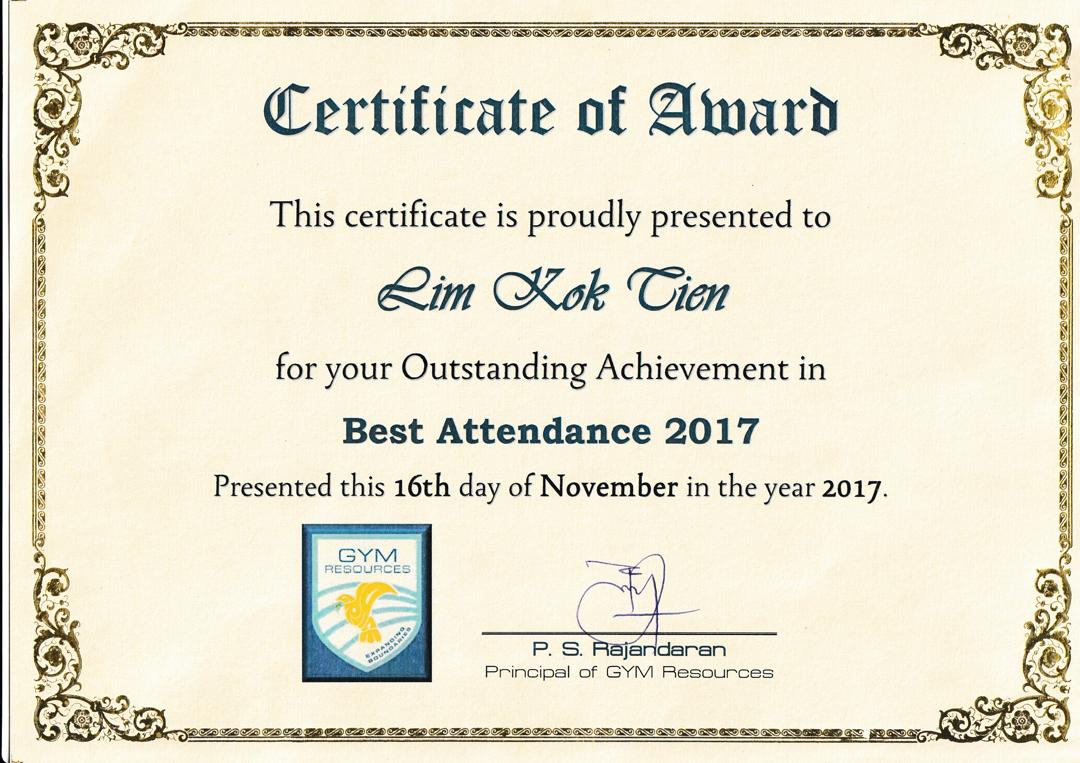 Certificate of Award
This certificate is proudly presented to
Lim Kok Tien
for your Outstanding Achievement in
Best Attendance 2017
Presented this 16th day of November in the year 2017.
GYM
RESOURCES
EXPANDING
BOUNDARIES
P. S. Rajandaran
Principal of GYM Resources